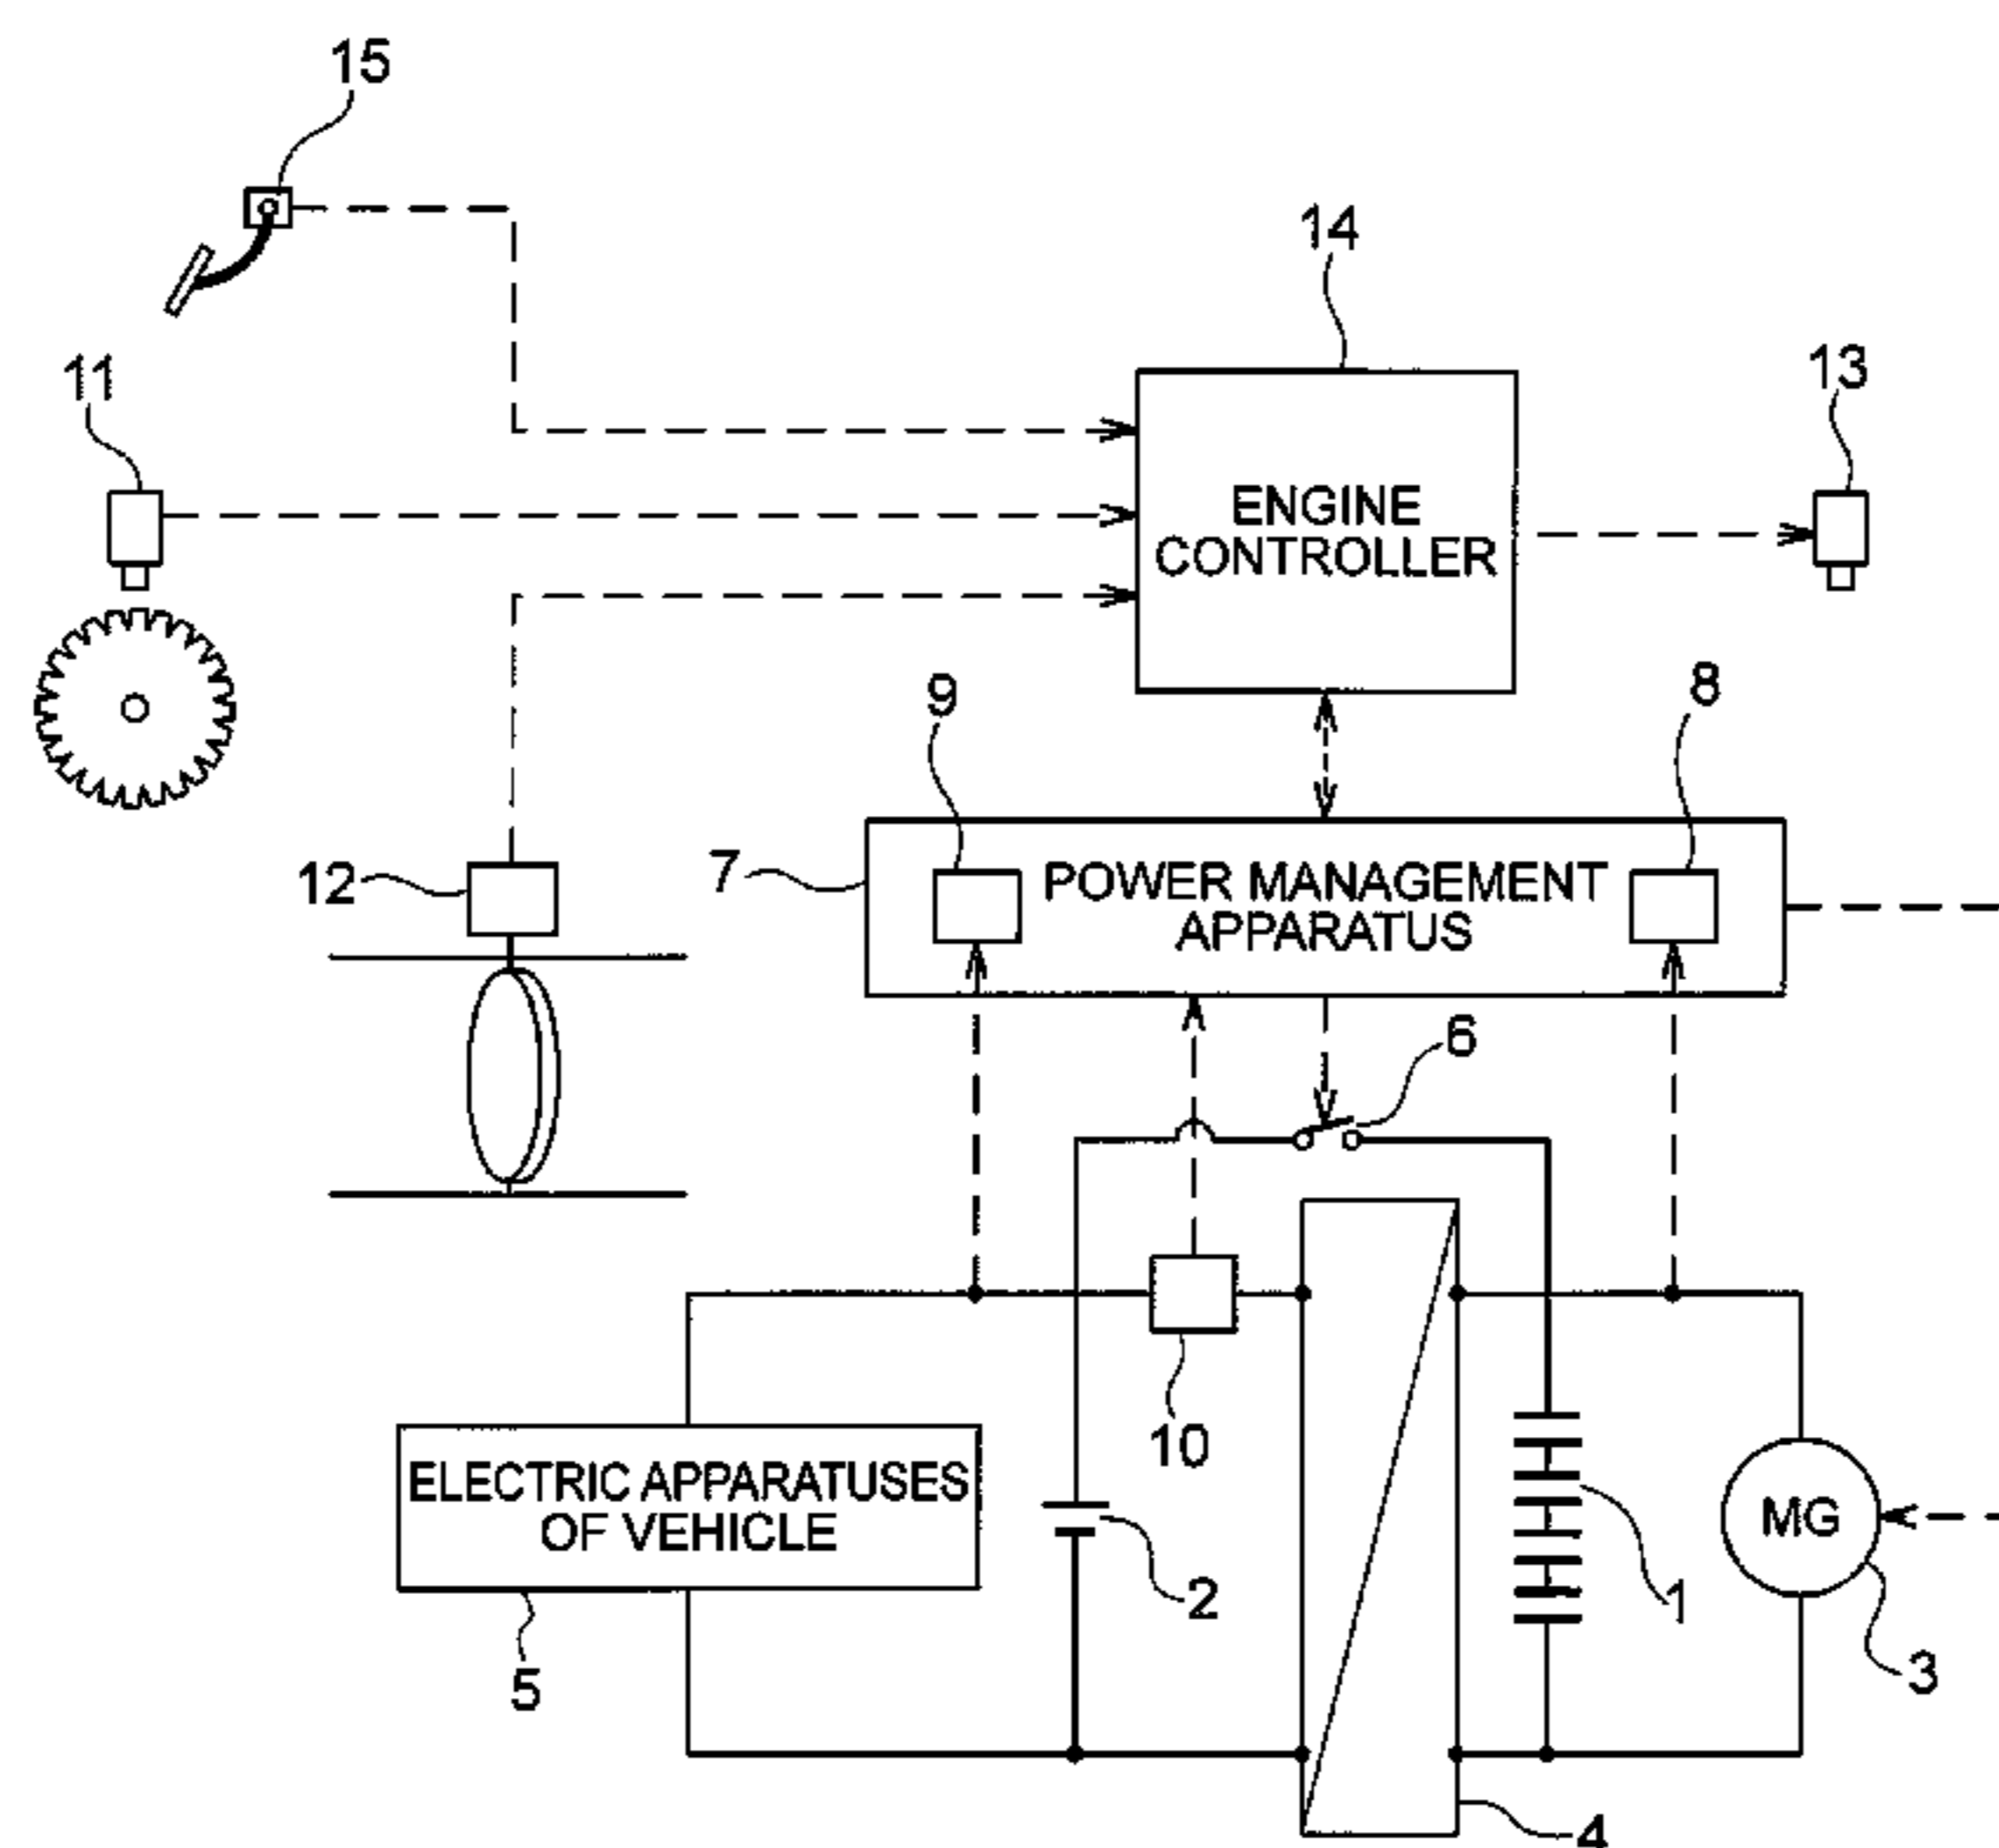 15
14
11
13
ENGINE
CONTROLLER
9
8
7
12
POWER MANAGEMENT
APPARATUS
6
10
ELECTRIC APPARATUSES
OF VEHICLE
MG
2
1
5
3
4